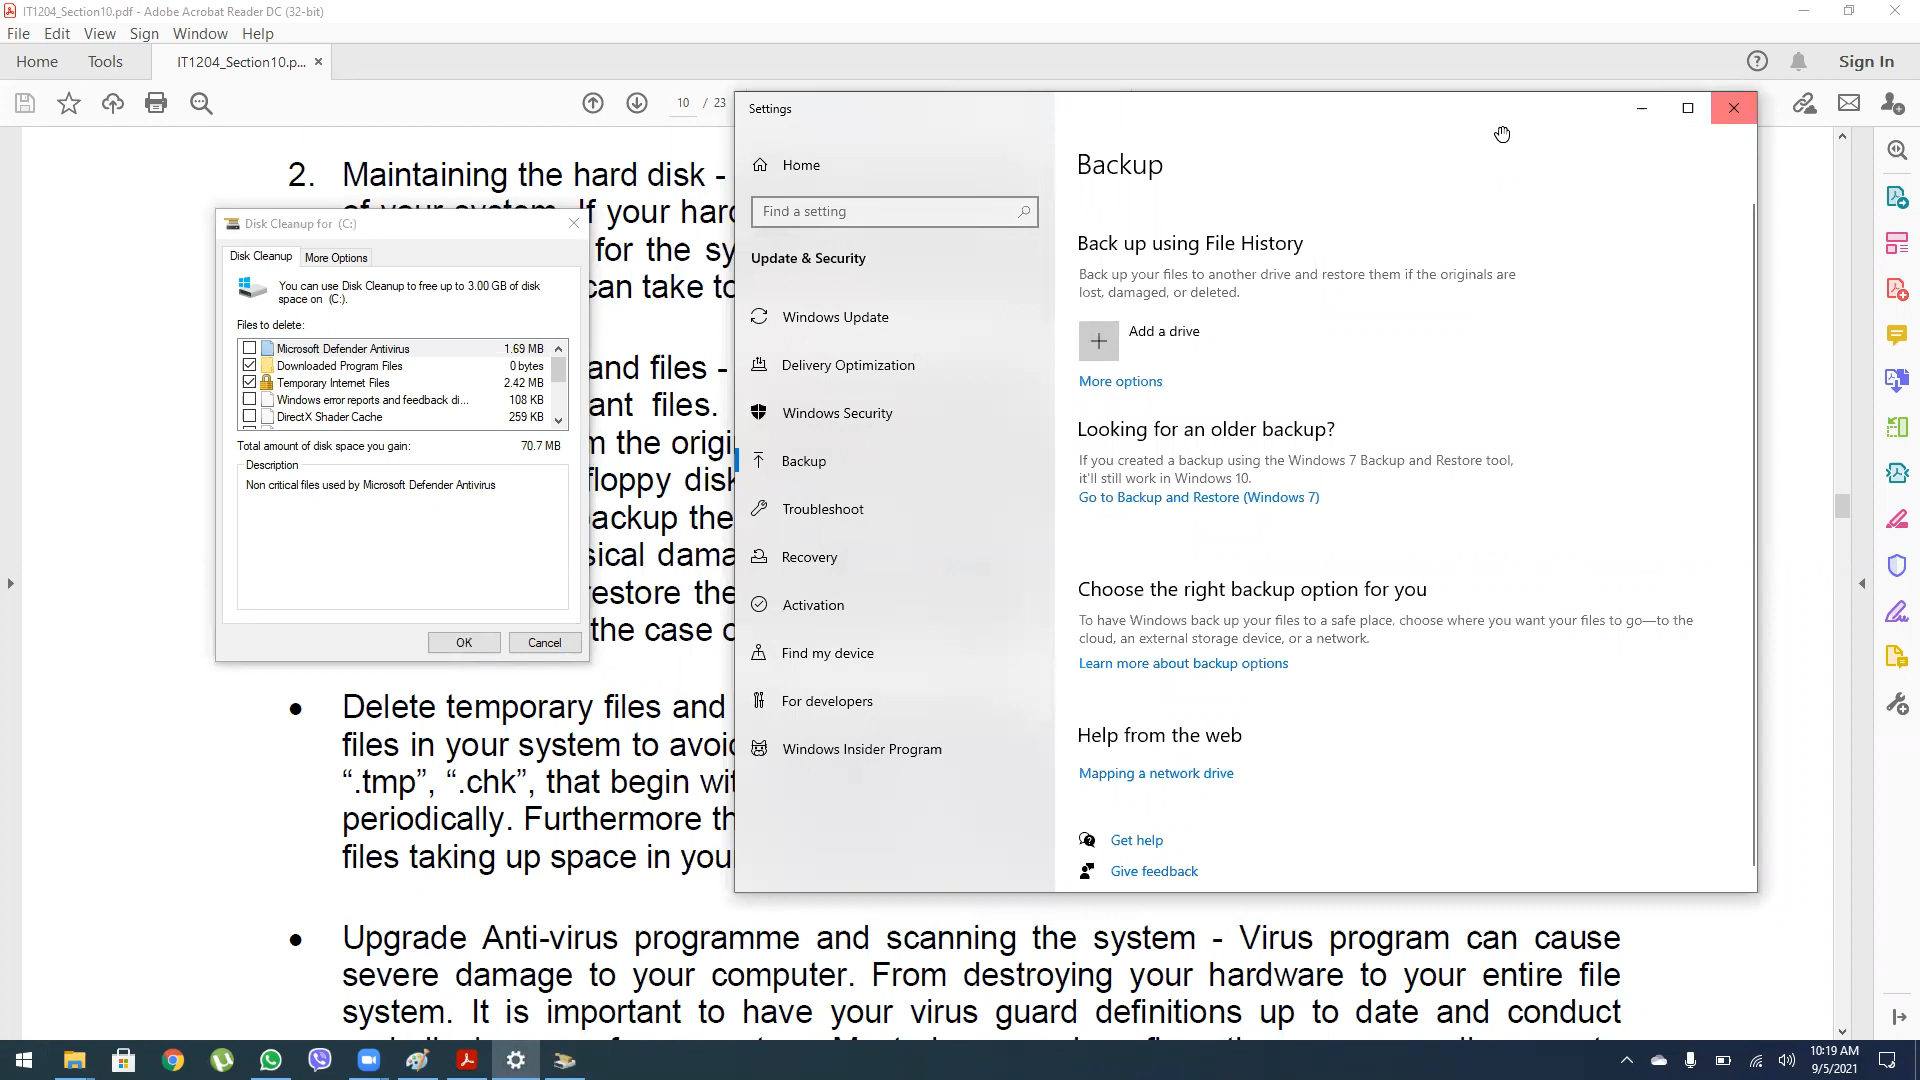 IT1204_Section10.pdf - Adobe Acrobat Reader DC (32-bit)
File Edit View Sign Window Help
Home Tools IT1204_Section10.p... × Sign In
10 / 23
2. Maintaining the hard disk -
of your system. If your hard
for the sy
can take to
and files -
ant files.
m the origi
floppy disk
backup the
sical dama
estore the
the case o
• Delete temporary files and
files in your system to avoid
“.tmp”, “.chk”, that begin wit
periodically. Furthermore th
files taking up space in you
• Upgrade Anti-virus programme and scanning the system - Virus program can cause
severe damage to your computer. From destroying your hardware to your entire file
system. It is important to have your virus guard definitions up to date and conduct
Disk Cleanup for (C:)
Disk Cleanup More Options
You can use Disk Cleanup to free up to 3.00 GB of disk
space on (C:).
Files to delete:
Microsoft Defender Antivirus 1.69 MB
Downloaded Program Files 0 bytes
Temporary Internet Files 2.42 MB
Windows error reports and feedback di... 108 KB
DirectX Shader Cache 259 KB
Total amount of disk space you gain: 70.7 MB
Description
Non critical files used by Microsoft Defender Antivirus
OK Cancel
Settings
Home
Find a setting
Update & Security
Windows Update
Delivery Optimization
Windows Security
Backup
Troubleshoot
Recovery
Activation
Find my device
For developers
Windows Insider Program
Backup
Back up using File History
Back up your files to another drive and restore them if the originals are
lost, damaged, or deleted.
Add a drive
More options
Looking for an older backup?
If you created a backup using the Windows 7 Backup and Restore tool,
it'll still work in Windows 10.
Go to Backup and Restore (Windows 7)
Choose the right backup option for you
To have Windows back up your files to a safe place, choose where you want your files to go—to the
cloud, an external storage device, or a network.
Learn more about backup options
Help from the web
Mapping a network drive
Get help
Give feedback
10:19 AM
9/5/2021